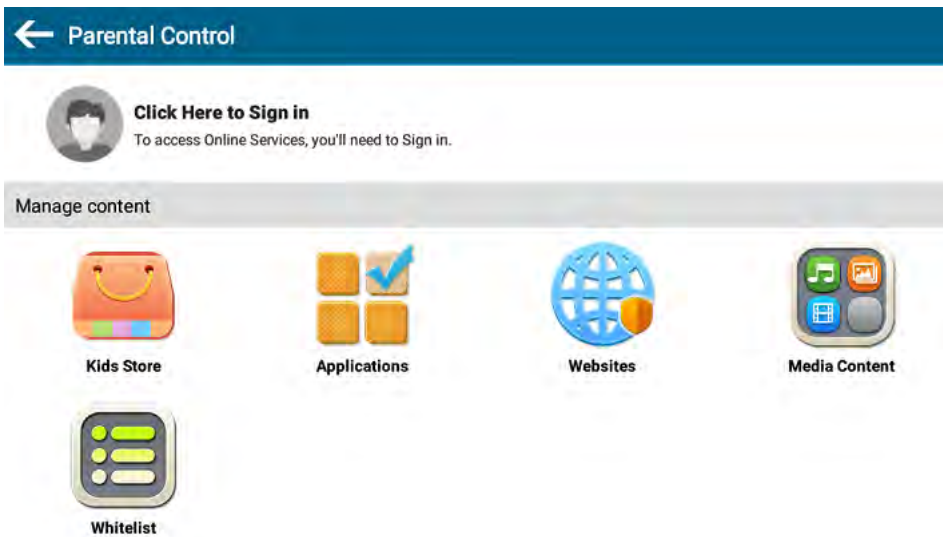 Parental Control
Click Here to Sign in
To access Online Services, you'll need to Sign in.
Manage content
Kids Store
Applications
Websites
Media Content
Whitelist